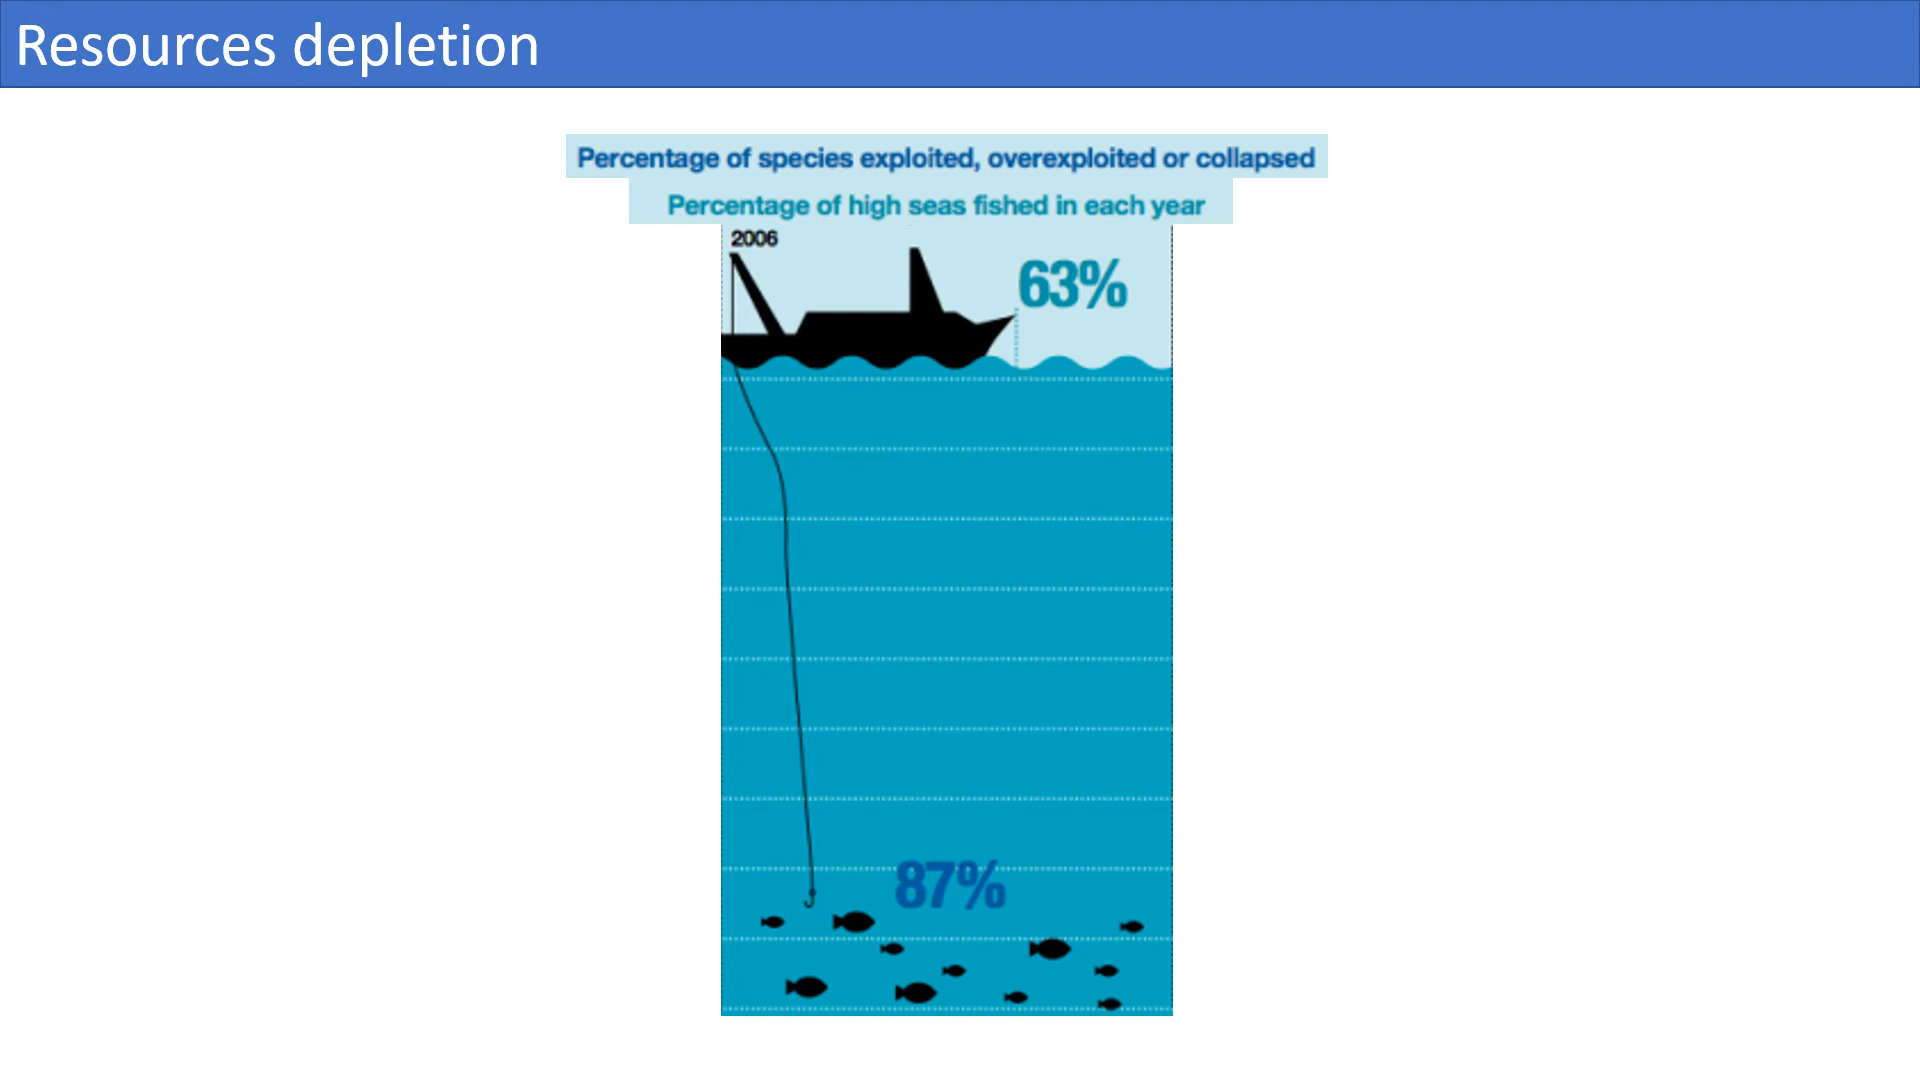 Resources depletion
Percentage of species exploited, overexploited or collapsed
Percentage of high seas fished in each year
2006
63%
87%